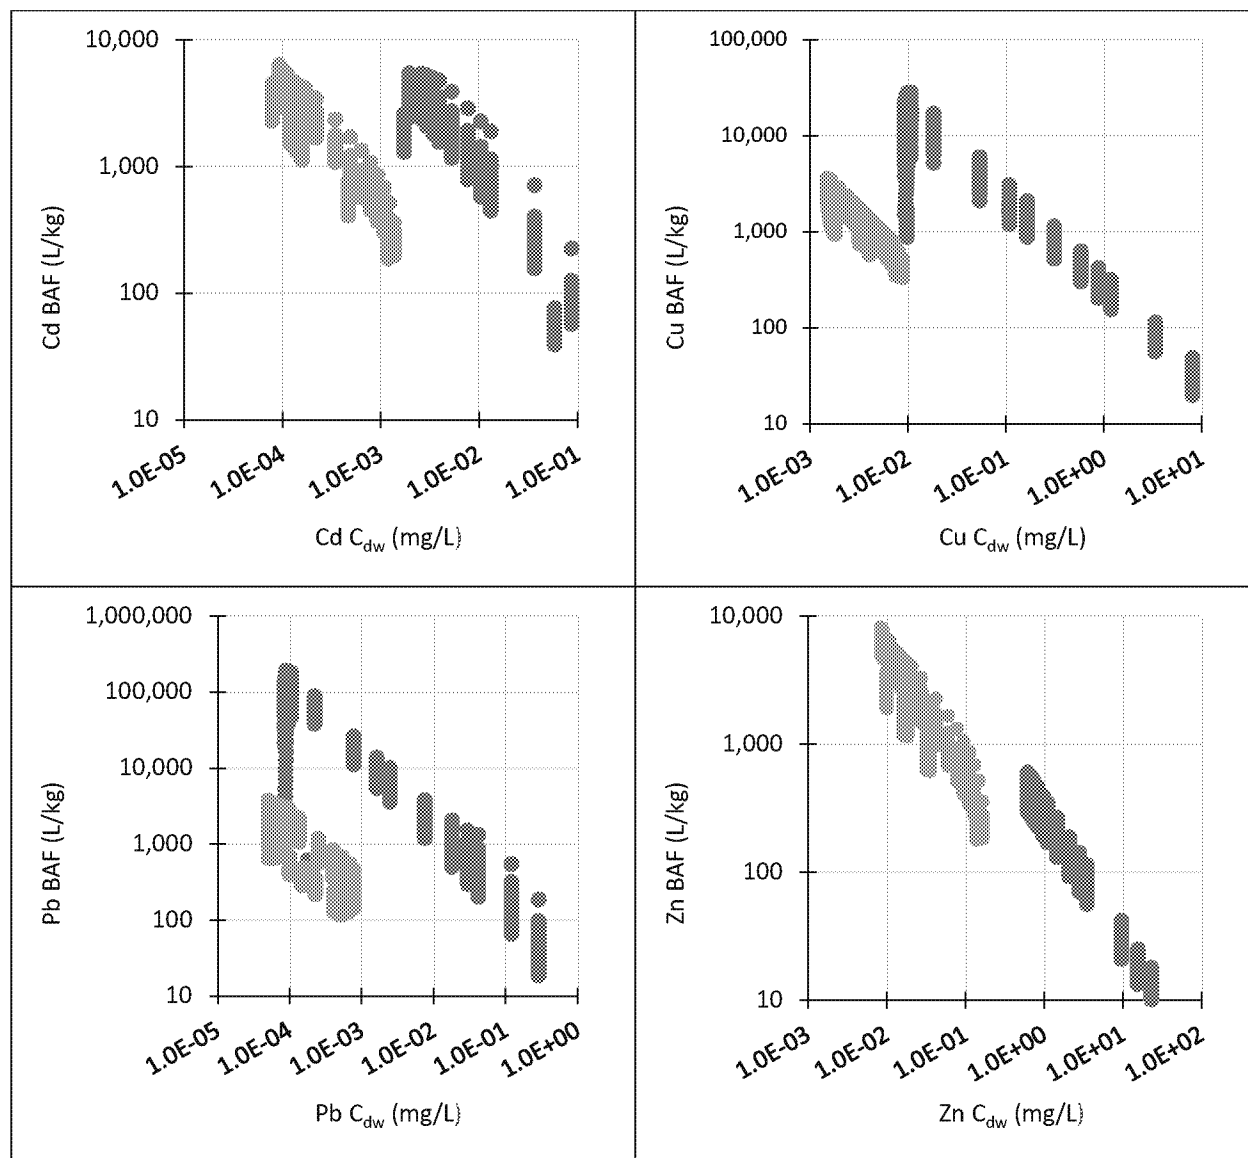 10,000
1,000
100
10
Cd BAF (L/kg)
1.0E-05
1.0E-04
1.0E-03
1.0E-02
1.0E-01
Cd Cdw (mg/L)
100,000
10,000
1,000
100
10
Cu BAF (L/kg)
1.0E-03
1.0E-02
1.0E-01
1.0E+00
1.0E+01
Cu Cdw (mg/L)
1,000,000
100,000
10,000
1,000
100
10
Pb BAF (L/kg)
1.0E-05
1.0E-04
1.0E-03
1.0E-02
1.0E-01
1.0E+00
Pb Cdw (mg/L)
10,000
1,000
100
10
Zn BAF (L/kg)
1.0E-03
1.0E-02
1.0E-01
1.0E+00
1.0E+01
1.0E+02
Zn Cdw (mg/L)